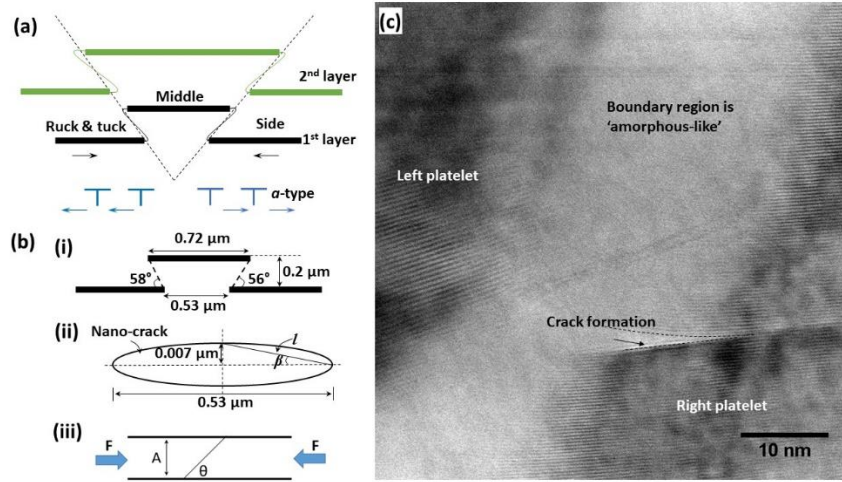 (a)
2nd layer
Middle
Ruck & tuck
Side
1st layer
a-type
(b)
(i)
0.72 µm
0.2 µm
58°
56°
0.53 µm
(ii)
Nano-crack
0.007 µm
l
β
0.53 µm
(iii)
F
A
θ
F
(c)
Boundary region is
'amorphous-like'
Left platelet
Crack formation
Right platelet
10 nm